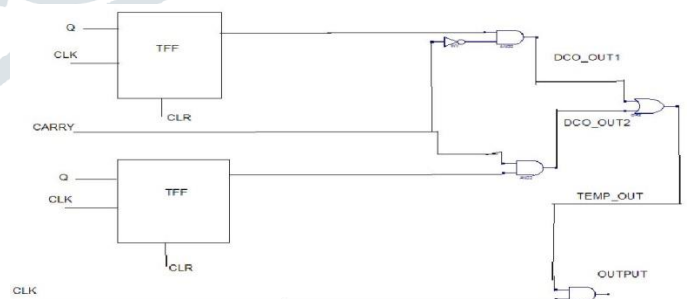 Q
TFF
CLK
DCO_OUT1
CLR
CARRY
DCO_OUT2
Q
TFF
CLK
TEMP_OUT
CLR
OUTPUT
CLK